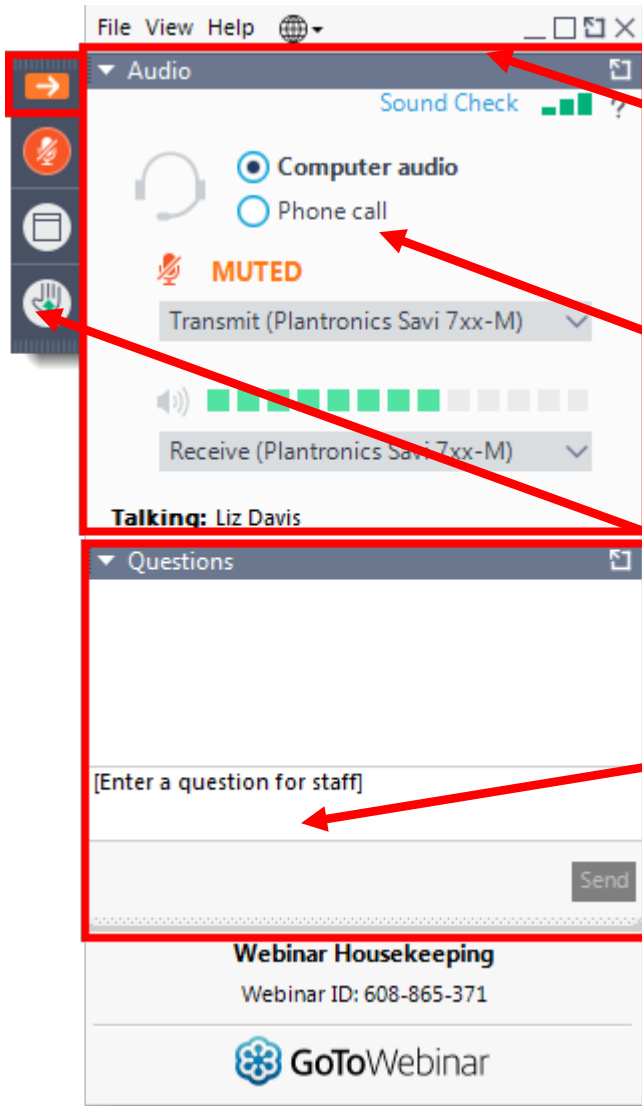 File View Help
Audio
Sound Check ?
Computer audio
Phone call
MUTED
Transmit (Plantronics Savi 7xx-M)
Receive (Plantronics Savi 7xx-M)
Talking: Liz Davis
Questions
[Enter a question for staff]
Send
Webinar Housekeeping
Webinar ID: 608-865-371
GoToWebinar